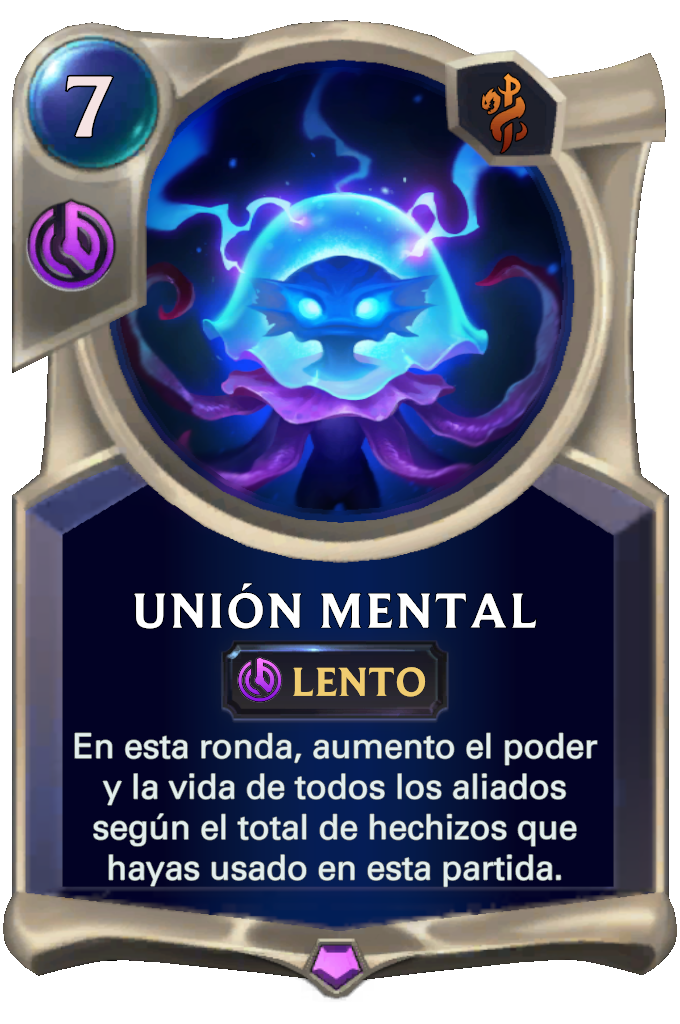 7
UNIÓN MENTAL
LENTO
En esta ronda, aumento el poder
y la vida de todos los aliados
según el total de hechizos que
hayas usado en esta partida.